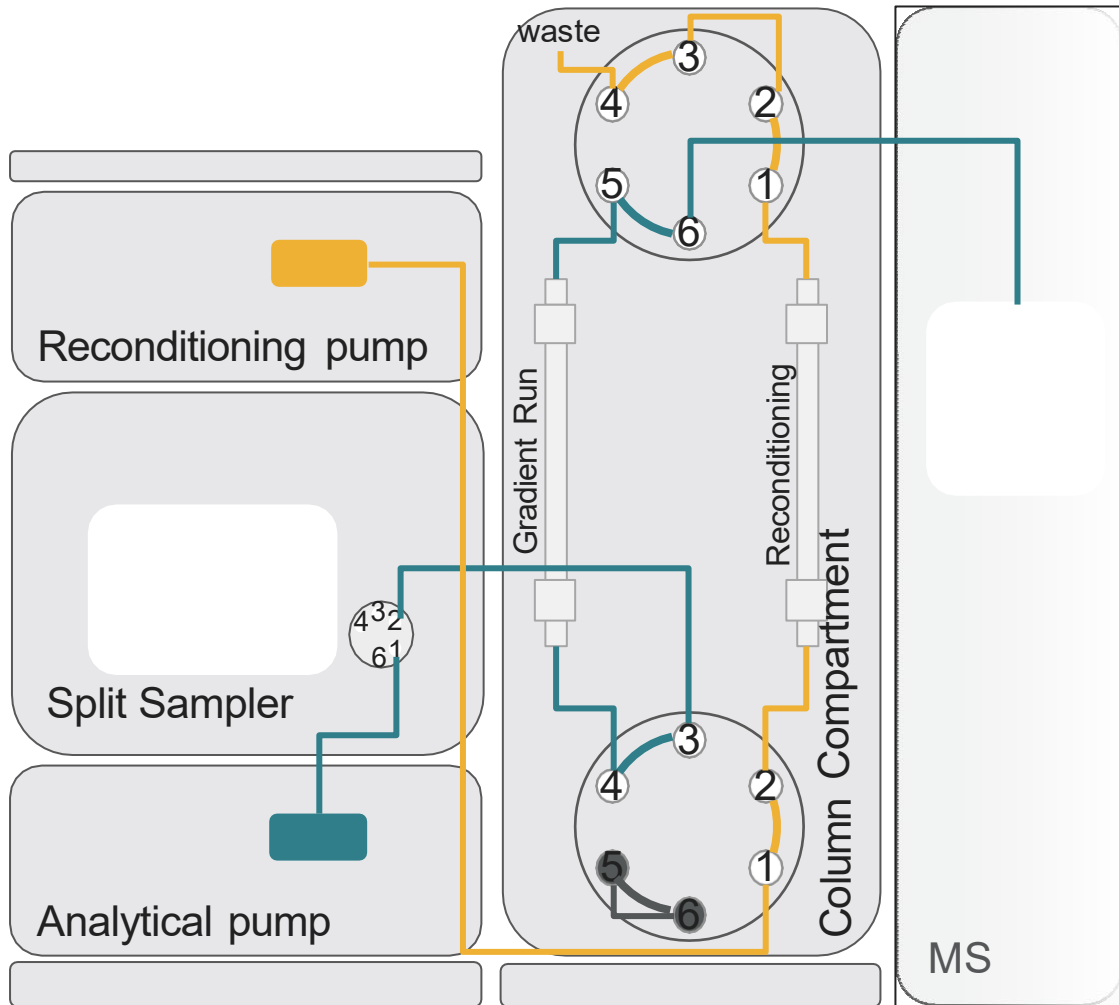 waste
3
4
2
5
1
6
Reconditioning pump
Gradient Run
Reconditioning
4
3
2
6
1
Split Sampler
Column Compartment
3
4
2
5
1
6
Analytical pump
MS